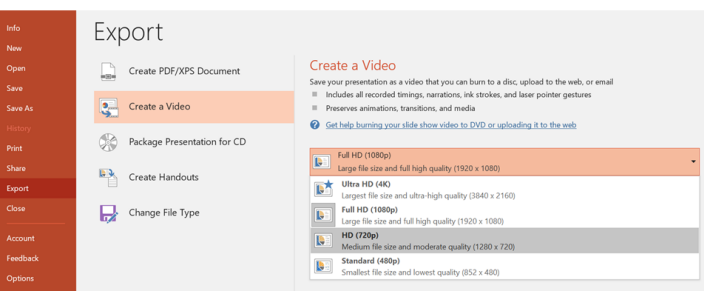 Info
New
Open
Save
Save As
History
Print
Share
Export
Close
Account
Feedback
Options
Export
Create PDF/XPS Document
Create a Video
Package Presentation for CD
Create Handouts
Change File Type
Create a Video
Save your presentation as a video that you can burn to a disc, upload to the web, or email
Includes all recorded timings, narrations, ink strokes, and laser pointer gestures
Preserves animations, transitions, and media
Get help burning your slide show video to DVD or uploading it to the web
Full HD (1080p)
Large file size and full high quality (1920 x 1080)
Ultra HD (4K)
Largest file size and ultra-high quality (3840 x 2160)
Full HD (1080p)
Large file size and full high quality (1920 x 1080)
HD (720p)
Medium file size and moderate quality (1280 x 720)
Standard (480p)
Smallest file size and lowest quality (852 x 480)